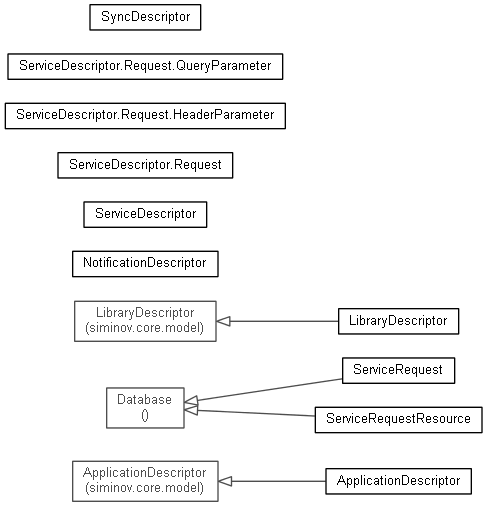 SyncDescriptor
ServiceDescriptor.Request.QueryParameter
ServiceDescriptor.Request.HeaderParameter
ServiceDescriptor.Request
ServiceDescriptor
NotificationDescriptor
LibraryDescriptor
(siminov.core.model)
LibraryDescriptor
ServiceRequest
Database
()
ServiceRequestResource
ApplicationDescriptor
(siminov.core.model)
ApplicationDescriptor